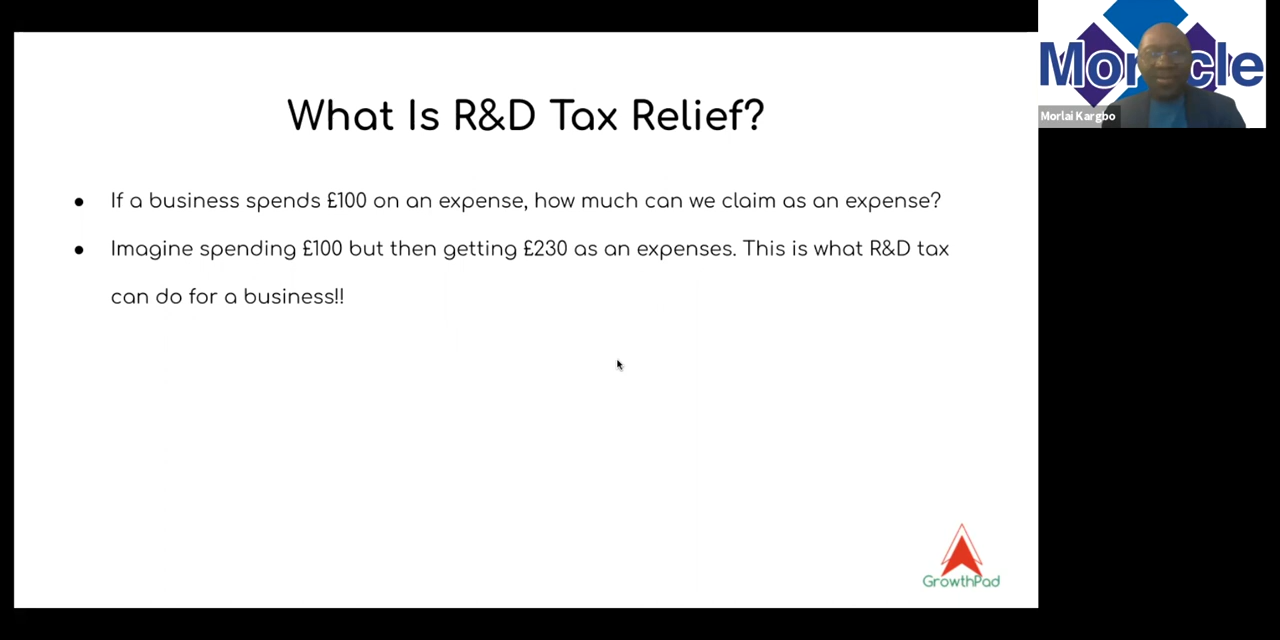 What Is R&D Tax Relief?
● If a business spends £100 on an expense, how much can we claim as an expense?
● Imagine spending £100 but then getting £230 as an expenses. This is what R&D tax
can do for a business!!
GrowthPad
Morlai Kargbo